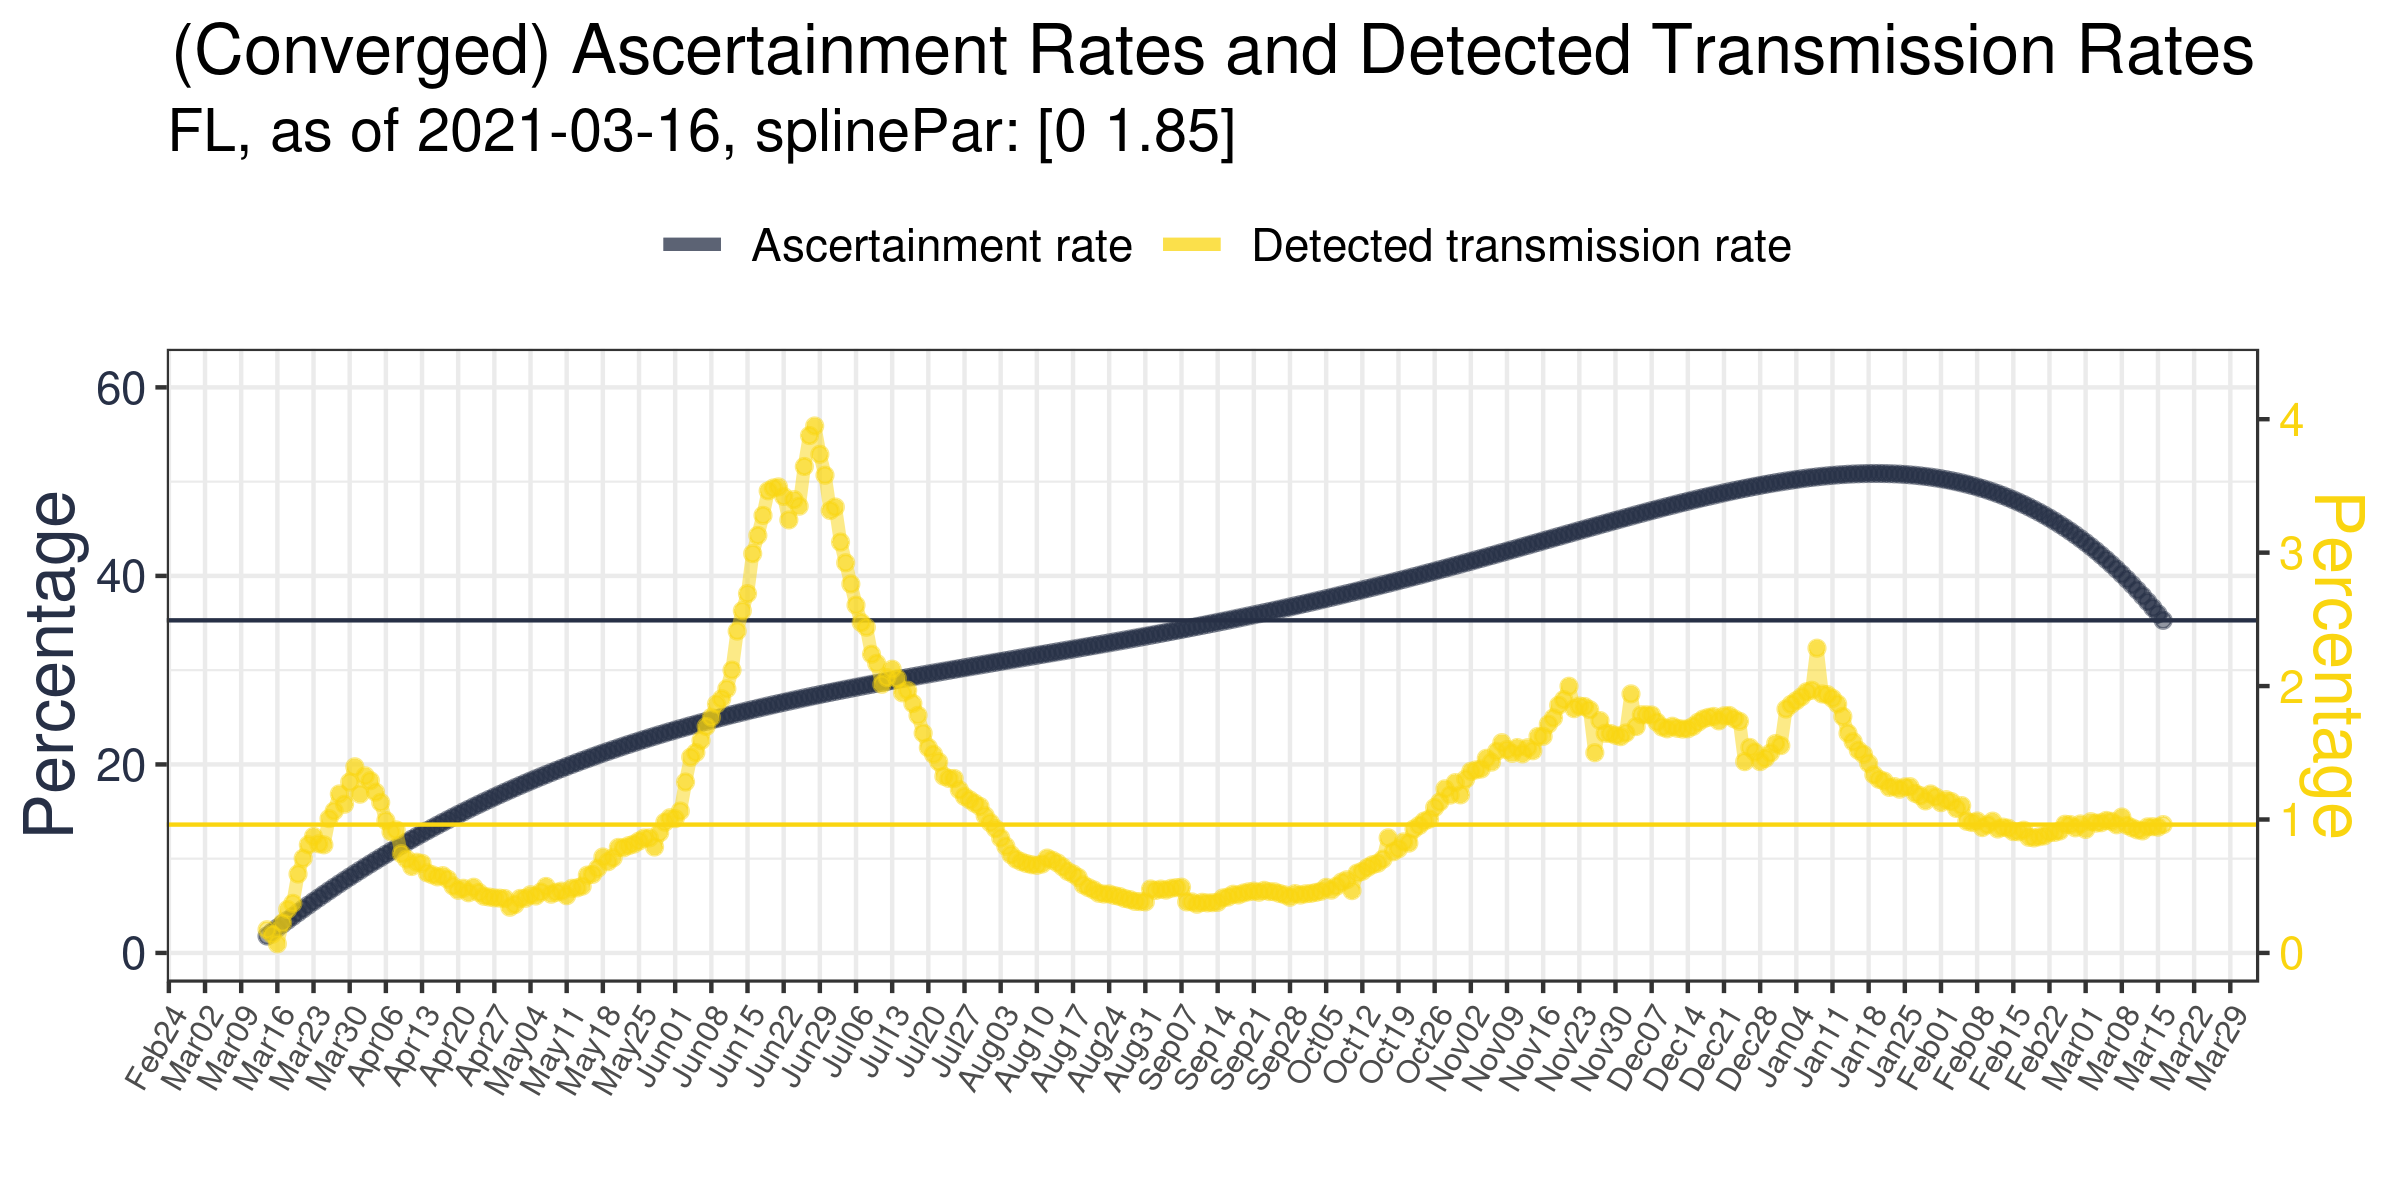 (Converged) Ascertainment Rates and Detected Transmission Rates
FL, as of 2021-03-16, splinePar: [0 1.85]
Ascertainment rate
Detected transmission rate
Percentage
60
40
20
0
4
3
2
1
0
Percentage
Feb24
Mar02
Mar09
Mar16
Mar23
Mar30
Apr06
Apr13
Apr20
Apr27
May04
May11
May18
May25
Jun01
Jun08
Jun15
Jun22
Jun29
Jul06
Jul13
Jul20
Jul27
Aug03
Aug10
Aug17
Aug24
Aug31
Sep07
Sep14
Sep21
Sep28
Oct05
Oct12
Oct19
Oct26
Nov02
Nov09
Nov16
Nov23
Nov30
Dec07
Dec14
Dec21
Dec28
Jan04
Jan11
Jan18
Jan25
Feb01
Feb08
Feb15
Feb22
Mar01
Mar08
Mar15
Mar22
Mar29